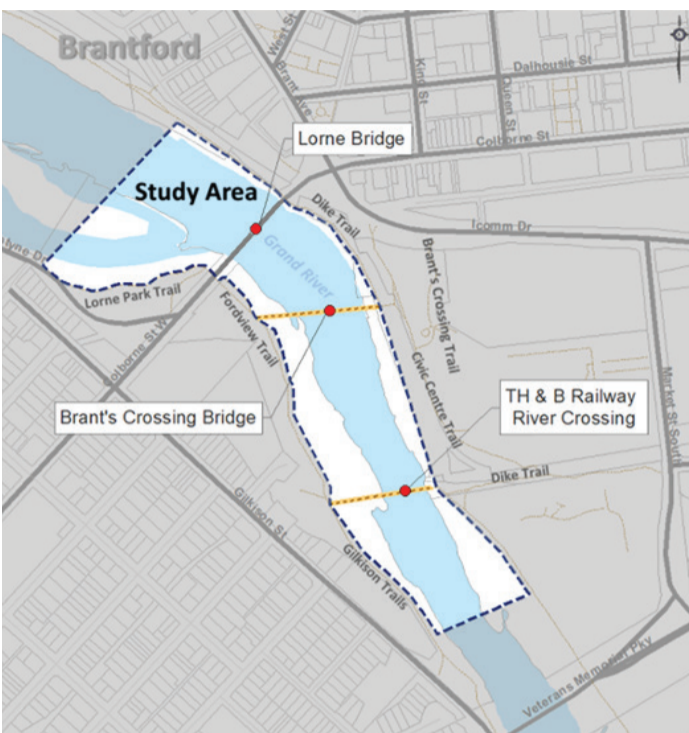 Brantford
West St
Brant Ave
King St
Queen St
Dalhousie St
Colborne St
Lorne Bridge
Study Area
Dike Trail
Icomm Dr
Grand River
Brant's Crossing Trail
Lorne Park Trail
Colborne St W
Fordview Trail
Civic Centre Trail
Market St South
Brant's Crossing Bridge
TH & B Railway
River Crossing
Dike Trail
Gilkison St
Gilkison Trails
Veterans Memorial Pky